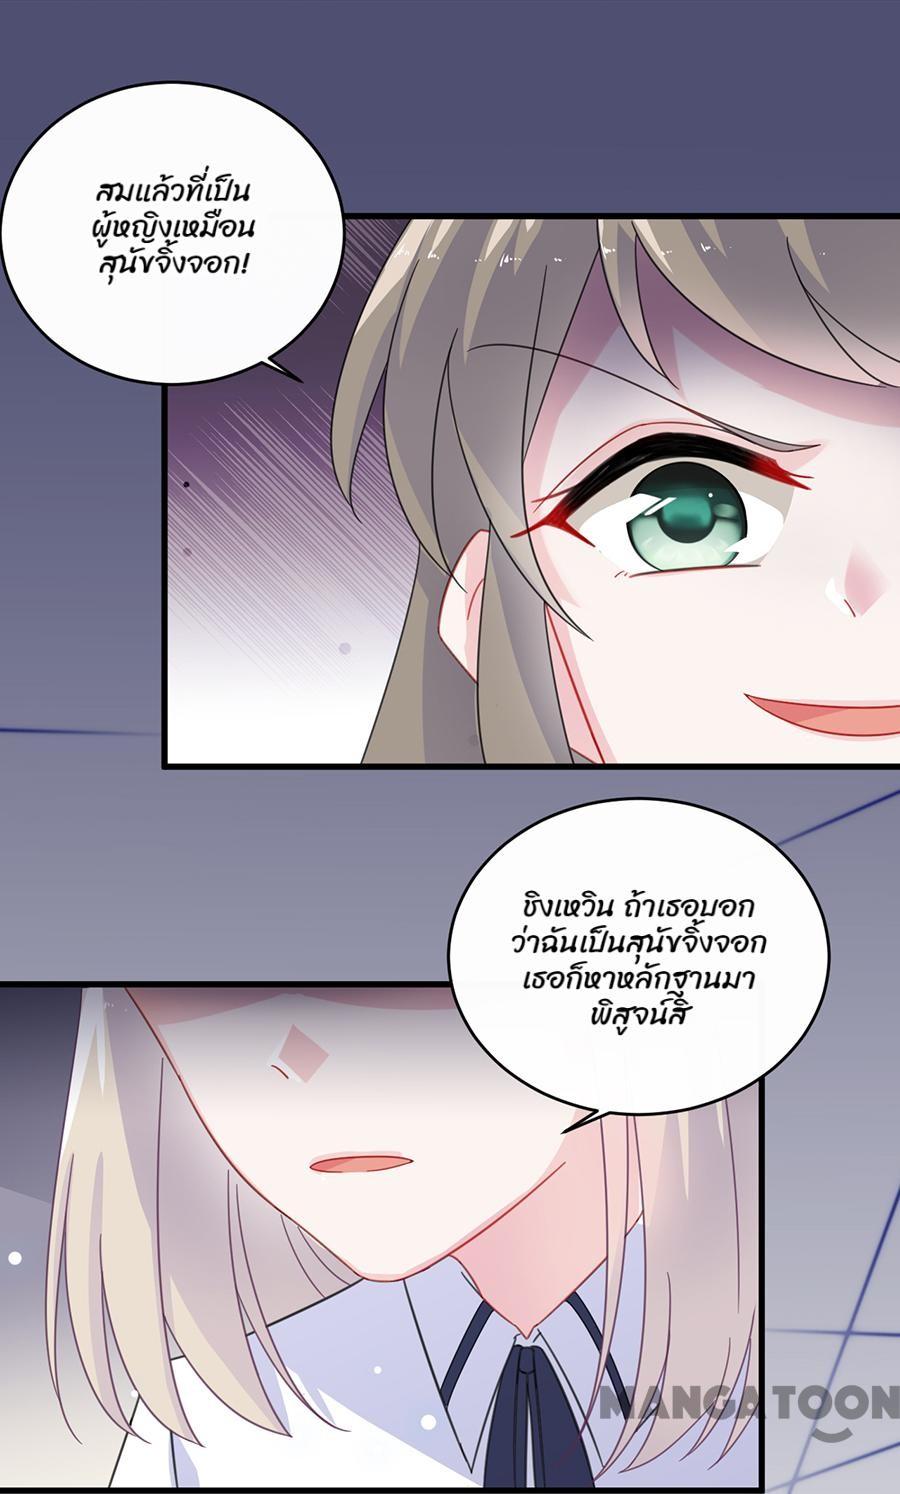 สมแล้วที่เป็น
ผู้หญิงเหมือน
สุนัขจิ้งจอก!
ชิงเหวิน ถ้าเธอบอก
ว่าฉันเป็นสุนัขจิ้งจอก
เธอก็หาหลักฐานมา
พิสูจน์สิ
MANGATOON